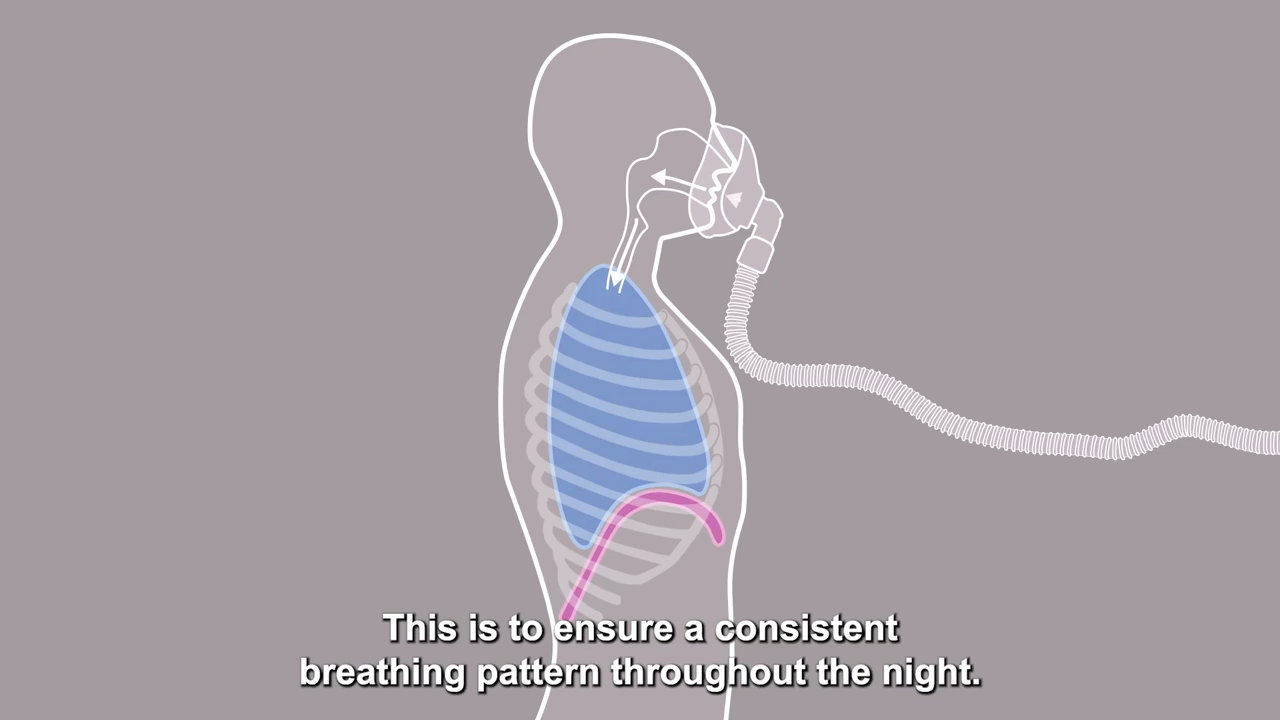 This is to ensure a consistent
breathing pattern throughout the night.